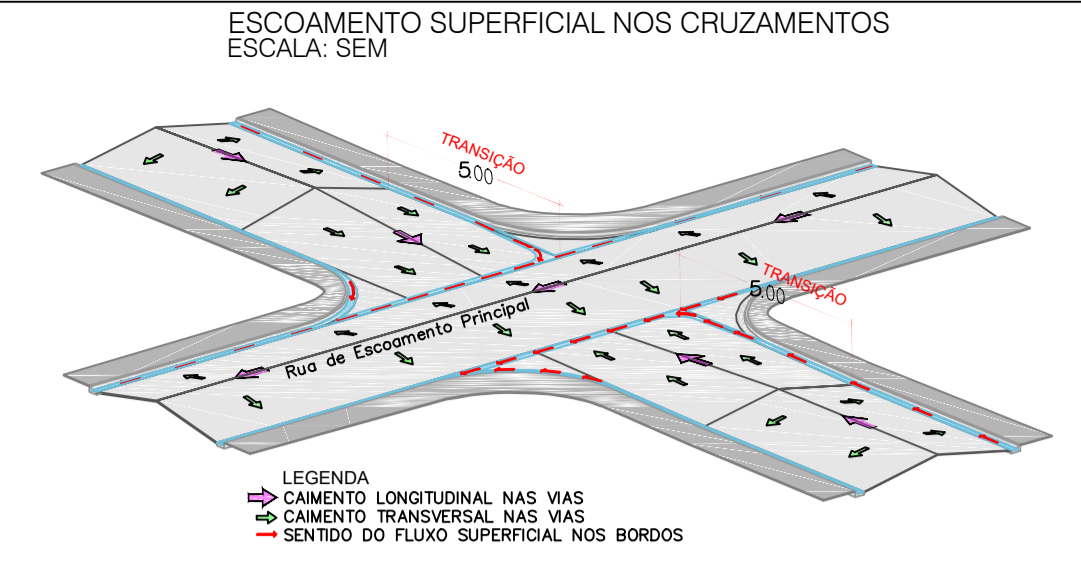 ESCOAMENTO SUPERFICIAL NOS CRUZAMENTOS
ESCALA: SEM
TRANSIÇÃO
5.00
TRANSIÇÃO
5.00
Rua de Escoamento Principal
LEGENDA
CAIMENTO LONGITUDINAL NAS VIAS
CAIMENTO TRANSVERSAL NAS VIAS
SENTIDO DO FLUXO SUPERFICIAL NOS BORDOS